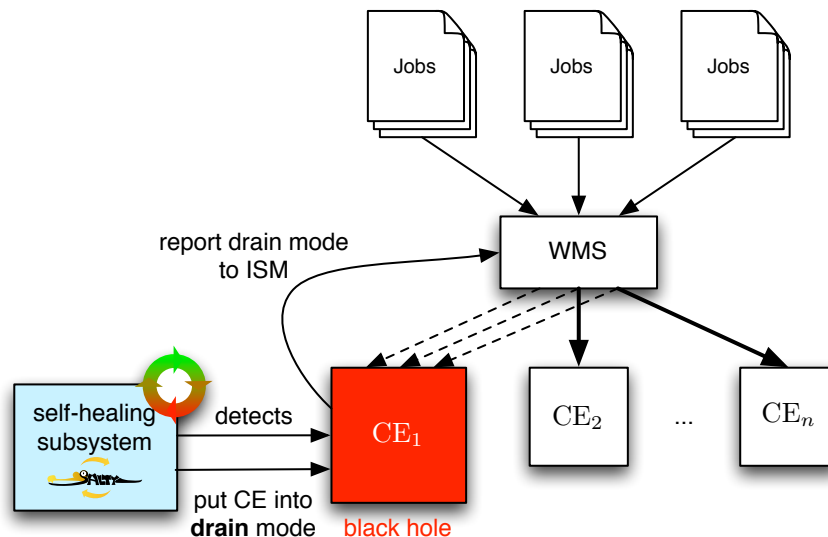 Jobs
Jobs
Jobs
WMS
report drain mode
to ISM
self-healing
subsystem
SALTY
detects
put CE into
drain mode
CE₁
black hole
CE₂
...
CEₙ